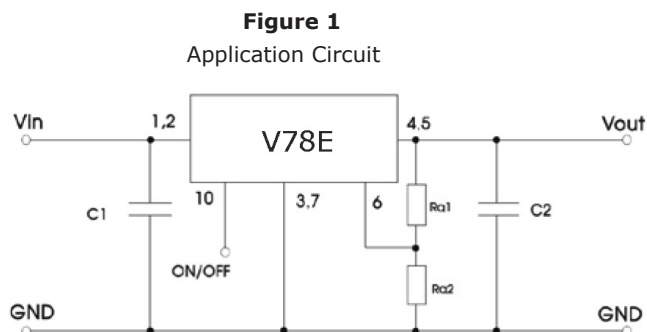 Figure 1
Application Circuit
Vin
1,2
V78E
4,5
Vout
10
3,7
6
Ra1
C1
C2
ON/OFF
Ra2
GND
GND